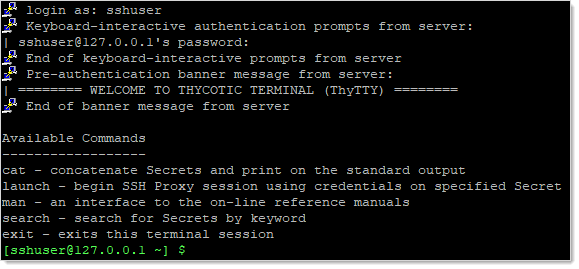 login as: sshuser
Keyboard-interactive authentication prompts from server:
| sshuser@127.0.0.1's password:
End of keyboard-interactive prompts from server
Pre-authentication banner message from server:
| ======== WELCOME TO THYCOTIC TERMINAL (ThyTTY) ========
End of banner message from server
Available Commands
------------------
cat - concatenate Secrets and print on the standard output
launch - begin SSH Proxy session using credentials on specified Secret
man - an interface to the on-line reference manuals
search - search for Secrets by keyword
exit - exits this terminal session
[sshuser@127.0.0.1 ~] $